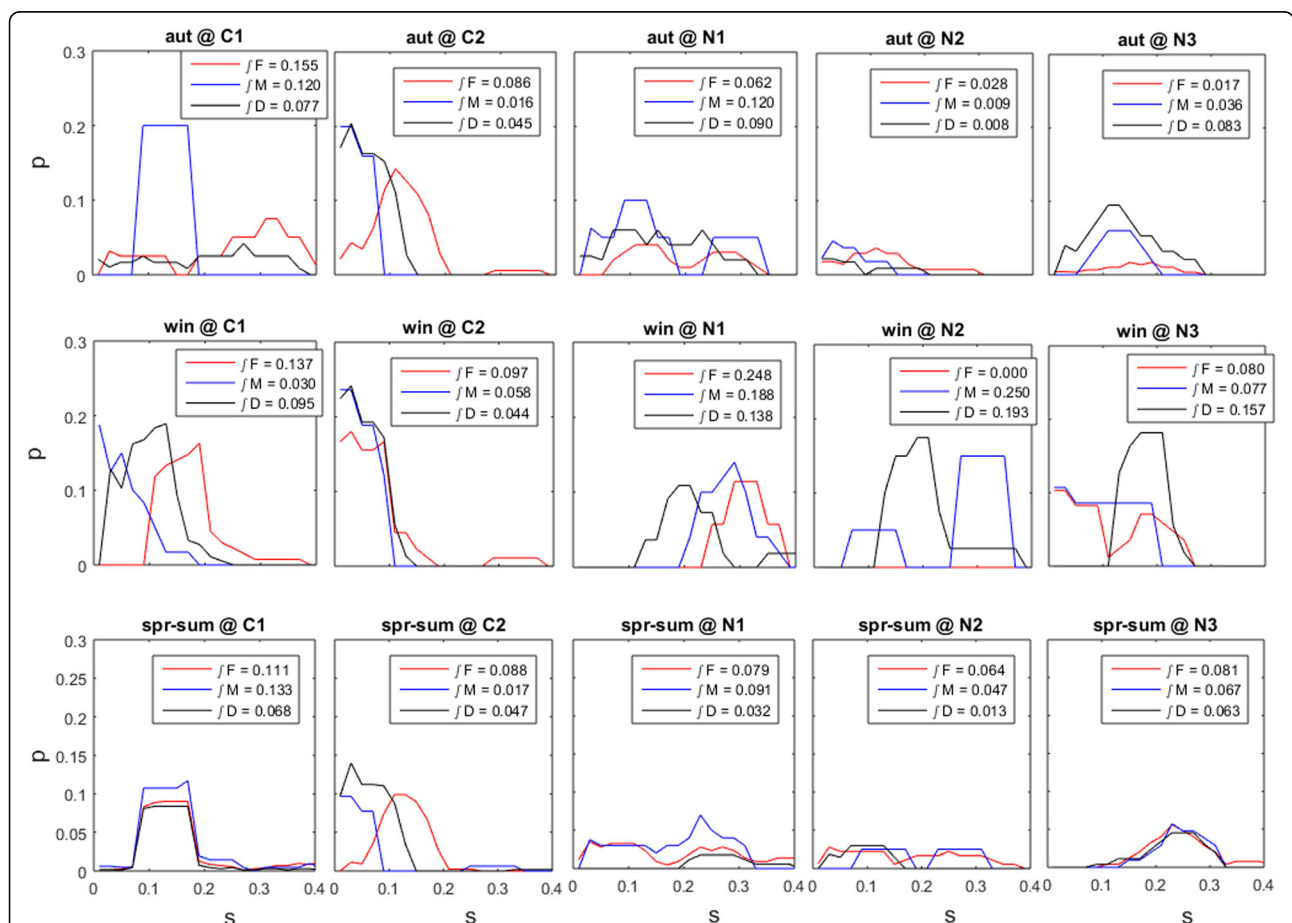 aut @ C1 aut @ C2 aut @ N1 aut @ N2 aut @ N3
0.3
∫F = 0.155 ∫F = 0.086 ∫F = 0.062 ∫F = 0.028 ∫F = 0.017
∫M = 0.120 ∫M = 0.016 ∫M = 0.120 ∫M = 0.009 ∫M = 0.036
∫D = 0.077 ∫D = 0.045 ∫D = 0.090 ∫D = 0.008 ∫D = 0.083
0.2
p
0.1
0
win @ C1 win @ C2 win @ N1 win @ N2 win @ N3
0.3
∫F = 0.137 ∫F = 0.097 ∫F = 0.248 ∫F = 0.000 ∫F = 0.080
∫M = 0.030 ∫M = 0.058 ∫M = 0.188 ∫M = 0.250 ∫M = 0.077
∫D = 0.095 ∫D = 0.044 ∫D = 0.138 ∫D = 0.193 ∫D = 0.157
0.2
p
0.1
0
spr-sum @ C1 spr-sum @ C2 spr-sum @ N1 spr-sum @ N2 spr-sum @ N3
0.3
∫F = 0.111 ∫F = 0.088 ∫F = 0.079 ∫F = 0.064 ∫F = 0.081
0.25
∫M = 0.133 ∫M = 0.017 ∫M = 0.091 ∫M = 0.047 ∫M = 0.067
∫D = 0.068 ∫D = 0.047 ∫D = 0.032 ∫D = 0.013 ∫D = 0.063
0.2
p
0.15
0.1
0.05
0
0 0.1 0.2 0.3 0.4 0 0.1 0.2 0.3 0.4 0 0.1 0.2 0.3 0.4 0 0.1 0.2 0.3 0.4 0 0.1 0.2 0.3 0.4
s s s s s